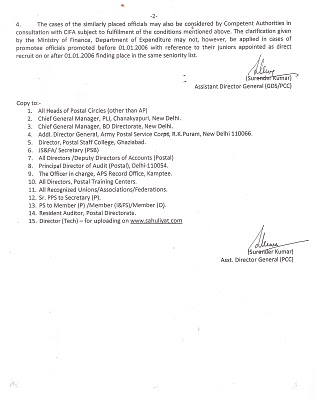 -2-
4. The cases of the similarly placed officials may also be considered by Competent Authorities in
consultation with CIFA subject to fulfillment of the conditions mentioned above. The clarification given
by the Ministry of Finance, Department of Expenditure may not, however, be applied in cases of
promotee officials promoted before 01.01.2006 with reference to their juniors appointed as direct
recruit on or after 01.01.2006 finding place in the same seniority list.
(Surender Kumar)
Assistant Director General (GDS/PCC)
Copy to:-
1. All Heads of Postal Circles (other than AP)
2. Chief General Manager, PLI, Chanakyapuri, New Delhi.
3. Chief General Manager, BD Directorate, New Delhi.
4. Addl. Director General, Army Postal Service Corps, R.K.Puram, New Delhi 110066.
5. Director, Postal Staff College, Ghaziabad.
6. JS&FA/ Secretary (PSB)
7. All Directors /Deputy Directors of Accounts (Postal)
8. Principal Director of Audit (Postal), Delhi-110054.
9. The Officer in charge, APS Record Office, Kamptee.
10. All Directors, Postal Training Centers.
11. All Recognized Unions/Associations/Federations.
12. Sr. PPS to Secretary (P).
13. PS to Member (P) /Member (I&FS)/Member (O).
14. Resident Auditor, Postal Directorate.
15. Director (Tech) – for uploading on www.sahuliyat.com
(Surender Kumar)
Asst. Director General (PCC)